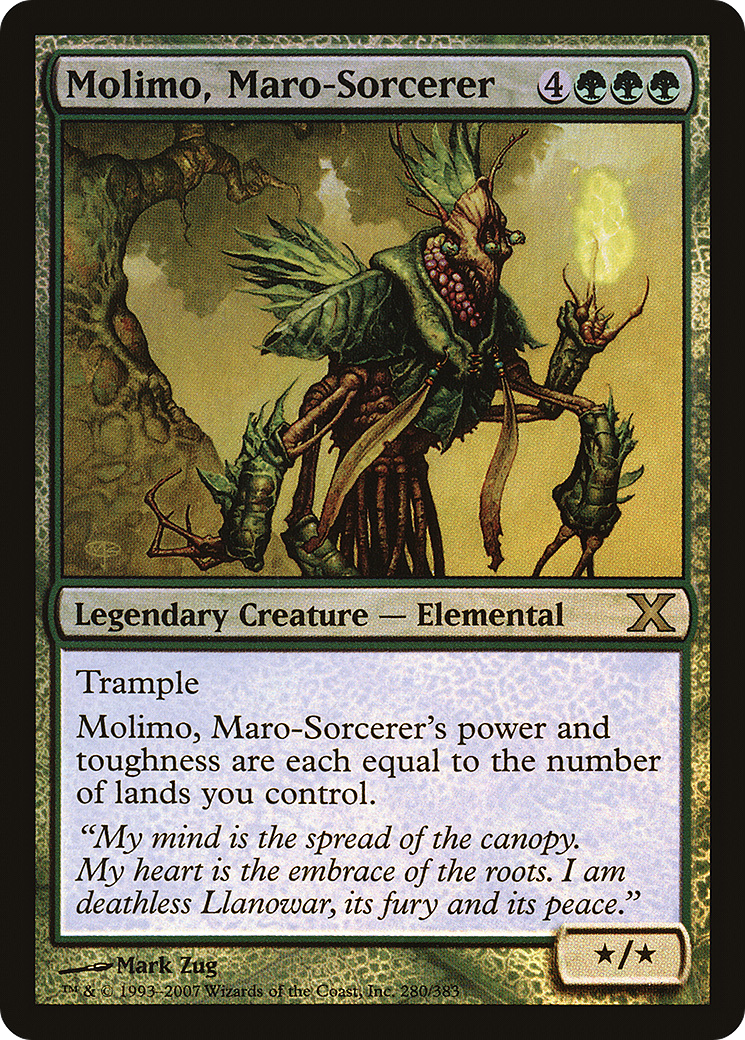 Molimo, Maro-Sorcerer 4
Legendary Creature — Elemental X
Trample
Molimo, Maro-Sorcerer's power and
toughness are each equal to the number
of lands you control.
“My mind is the spread of the canopy.
My heart is the embrace of the roots. I am
deathless Llanowar, its fury and its peace.”
★/★
Mark Zug
™ & © 1993–2007 Wizards of the Coast, Inc. 280/383